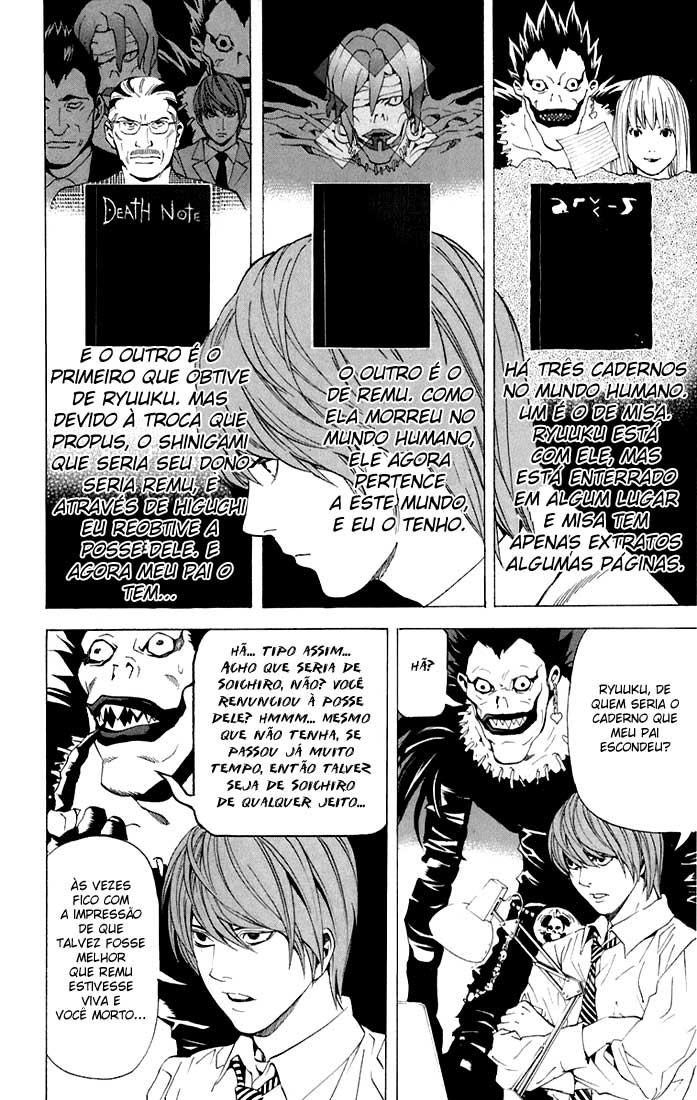 HÁ TRÊS CADERNOS
NO MUNDO HUMANO.
UM É O DE MISA.
RYUUKU ESTÁ
COM ELE, MAS
ESTÁ ENTERRADO
EM ALGUM LUGAR
E MISA TEM
APENAS EXTRATOS
ALGUMAS PÁGINAS.
O OUTRO É O
DE REMU. COMO
ELA MORREU NO
MUNDO HUMANO,
ELE AGORA
PERTENCE
A ESTE MUNDO,
E EU O TENHO.
DEATH NOTE
E O OUTRO É O
PRIMEIRO QUE OBTIVE
DE RYUUKU. MAS
DEVIDO À TROCA QUE
PROPUS, O SHINIGAMI
QUE SERIA SEU DONO
SERIA REMU, E
ATRAVÉS DE HIGUCHI
EU REOBTIVE A
POSSE DELE. E
AGORA MEU PAI O
TEM...
RYUUKU, DE
QUEM SERIA O
CADERNO QUE
MEU PAI
ESCONDEU?
HÃ?
HÃ... TIPO ASSIM...
ACHO QUE SERIA DE
SOICHIRO, NÃO? VOCÊ
RENUNCIOU À POSSE
DELE? HMMM... MESMO
QUE NÃO TENHA, SE
PASSOU JÁ MUITO
TEMPO, ENTÃO TALVEZ
SEJA DE SOICHIRO
DE QUALQUER JEITO...
ÀS VEZES
FICO COM
A IMPRESSÃO
DE QUE
TALVEZ FOSSE
MELHOR
QUE REMU
ESTIVESSE
VIVA E
VOCÊ MORTO...